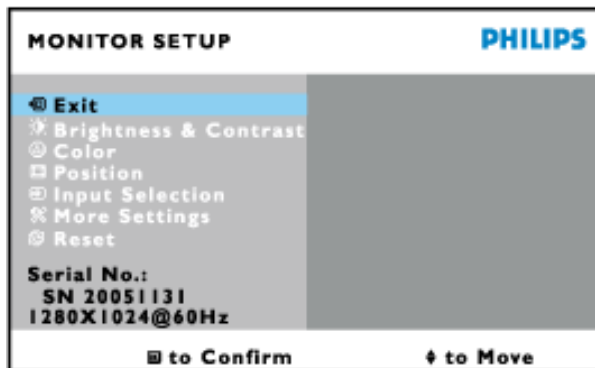 MONITOR SETUP
PHILIPS
Exit
Brightness & Contrast
Color
Position
Input Selection
More Settings
Reset
Serial No.:
SN 20051131
1280X1024@60Hz
to Confirm
to Move